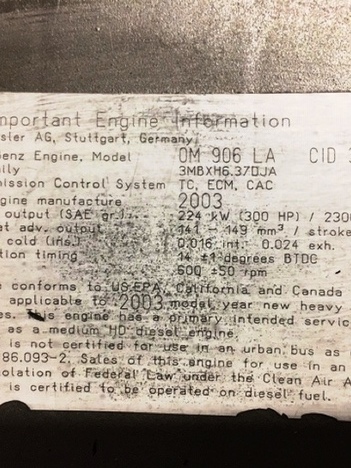 mportant Engine Information
sler AG, Stuttgart, Germany
enz Engine, Model OM 906 LA CID
ily 3MBXH6.37DJA
mission Control System TC, ECM, CAC
gine manufacture 2003
output (SAE gr.) 224 kW (300 HP) / 230
at adv. output 141 - 149 mm³ / stroke
cold (ins.) 0,016 int. 0.024 exh.
tion timing 14 ±1 degrees BTDC
600 ±50 rpm
e conforms to US EPA, California and Canada
applicable to 2003 model year new heavy
es. This engine has a primary intended servic
as a medium HD diesel engine.
is not certified for use in an urban bus as
86.093-2. Sales of this engine for use in an
olation of Federal Law under the Clean Air A
is certified to be operated on diesel fuel.